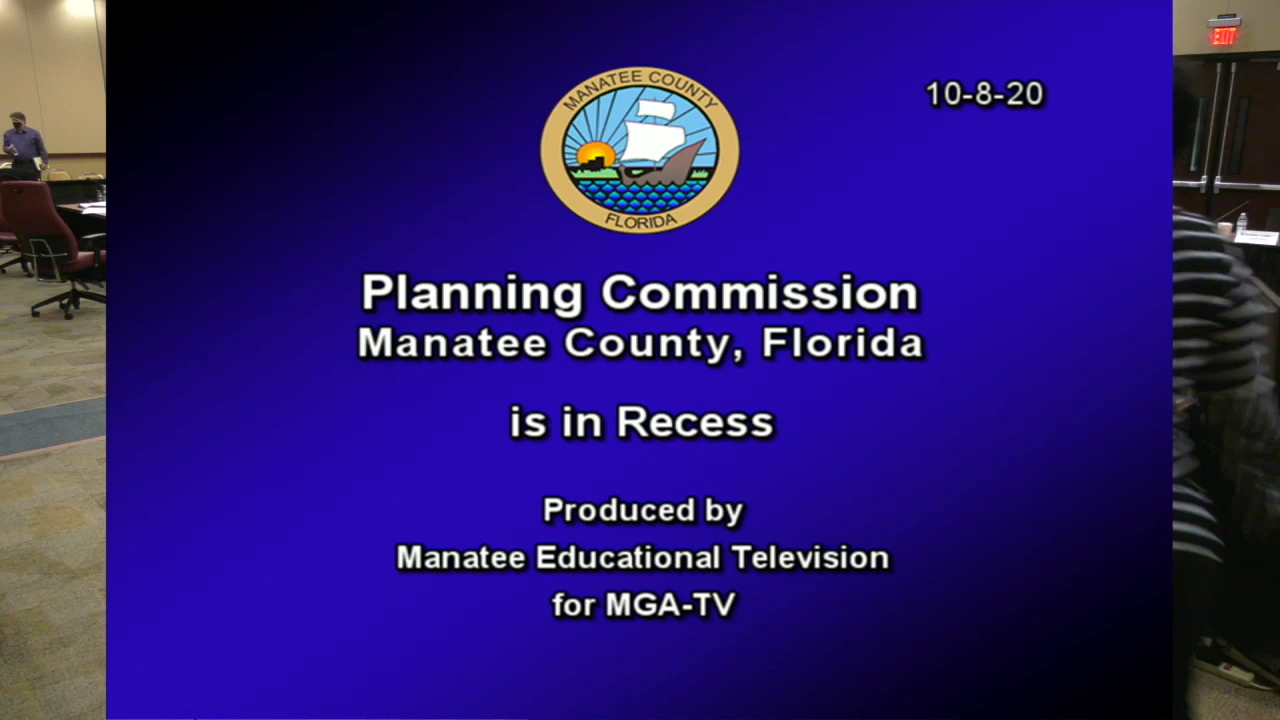 MANATEE COUNTY
FLORIDA
10-8-20
EXIT
Planning Commission
Manatee County, Florida
is in Recess
Produced by
Manatee Educational Television
for MGA-TV